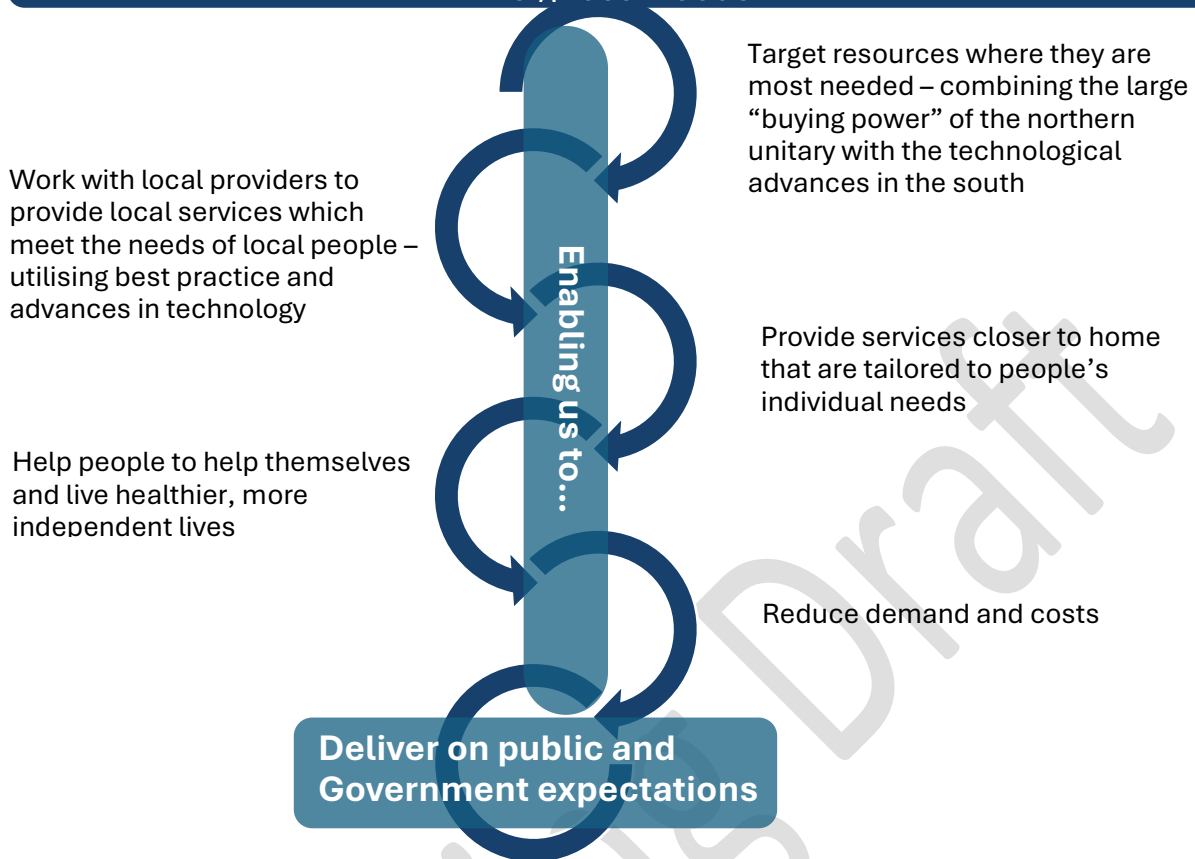 Target resources where they are
most needed – combining the large
“buying power” of the northern
unitary with the technological
advances in the south
Work with local providers to
provide local services which
meet the needs of local people –
utilising best practice and
advances in technology
Enabling us to...
Provide services closer to home
that are tailored to people’s
individual needs
Help people to help themselves
and live healthier, more
independent lives
Reduce demand and costs
Deliver on public and
Government expectations
Draft